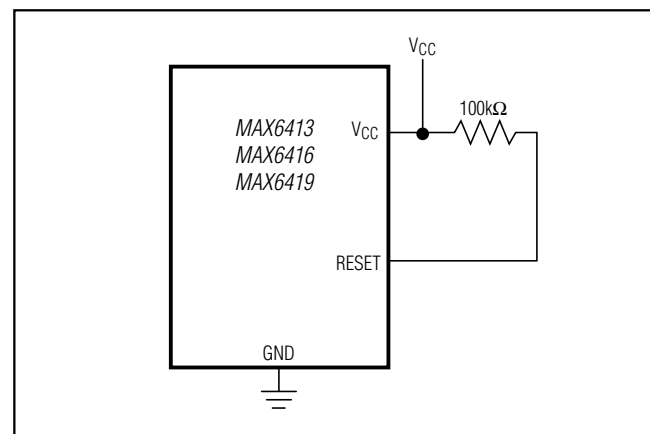 VCC
100kΩ
MAX6413
VCC
MAX6416
MAX6419
RESET
GND